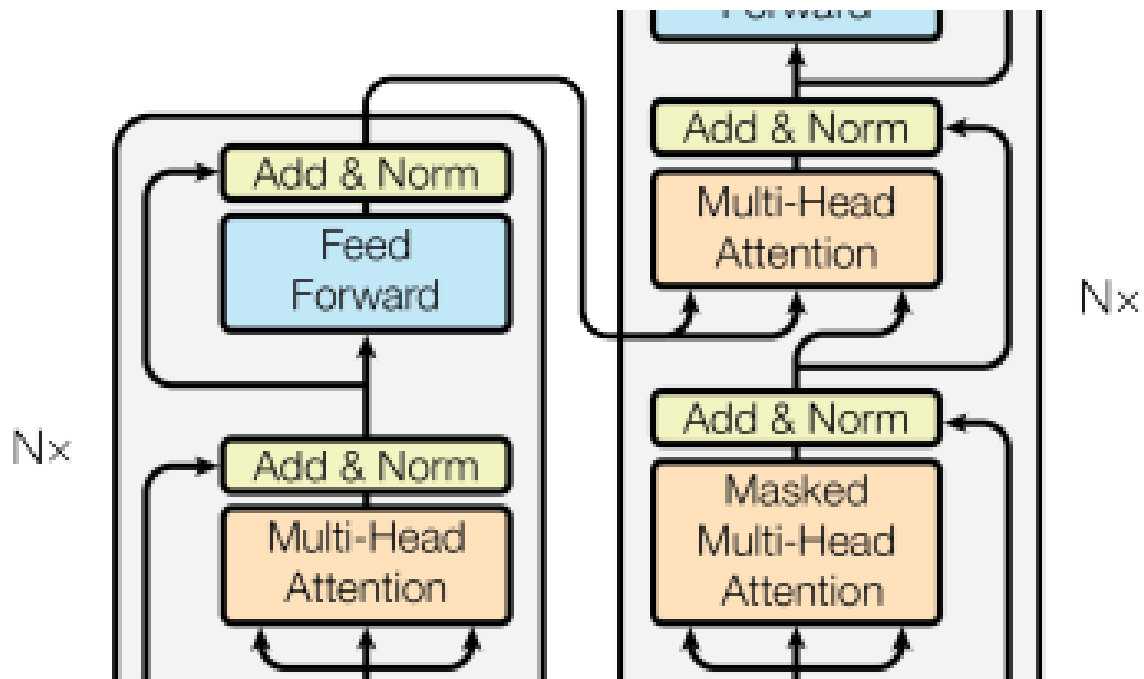 Add & Norm
Feed
Forward
Nx
Add & Norm
Multi-Head
Attention
Forward
Add & Norm
Multi-Head
Attention
Nx
Add & Norm
Masked
Multi-Head
Attention